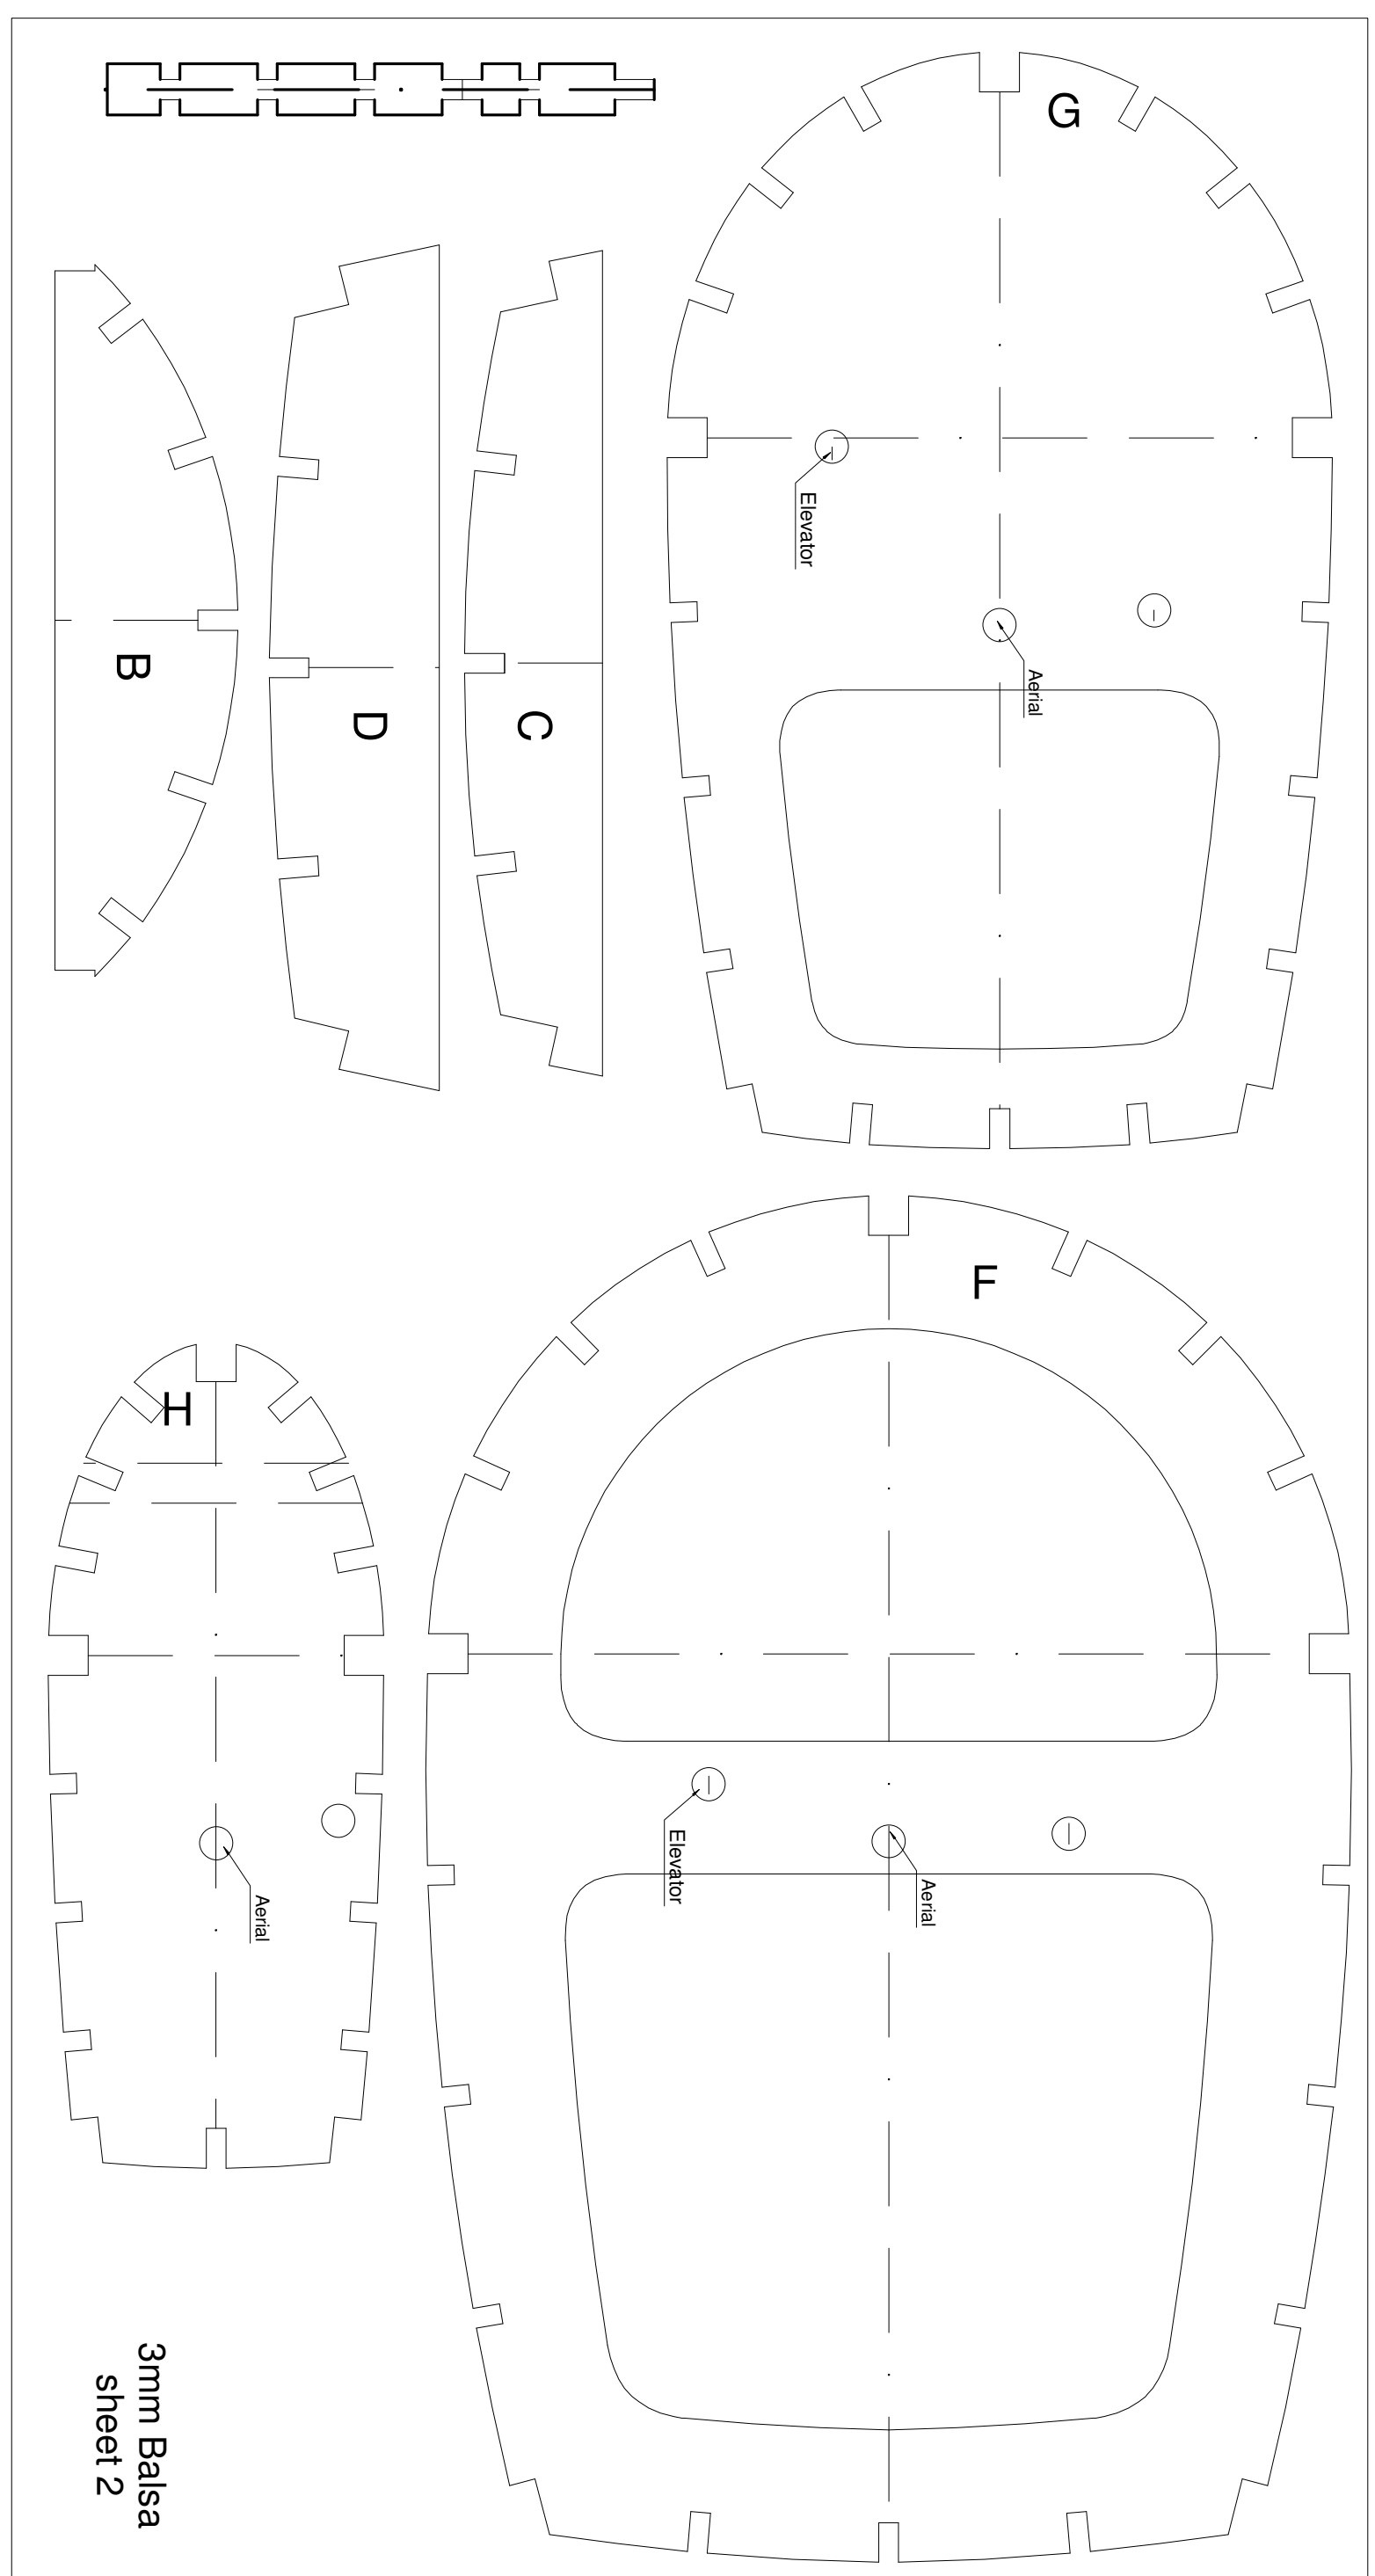 G
Elevator
Aerial
B
D
C
F
H
Elevator
Aerial
Aerial
3mm Balsa
sheet 2